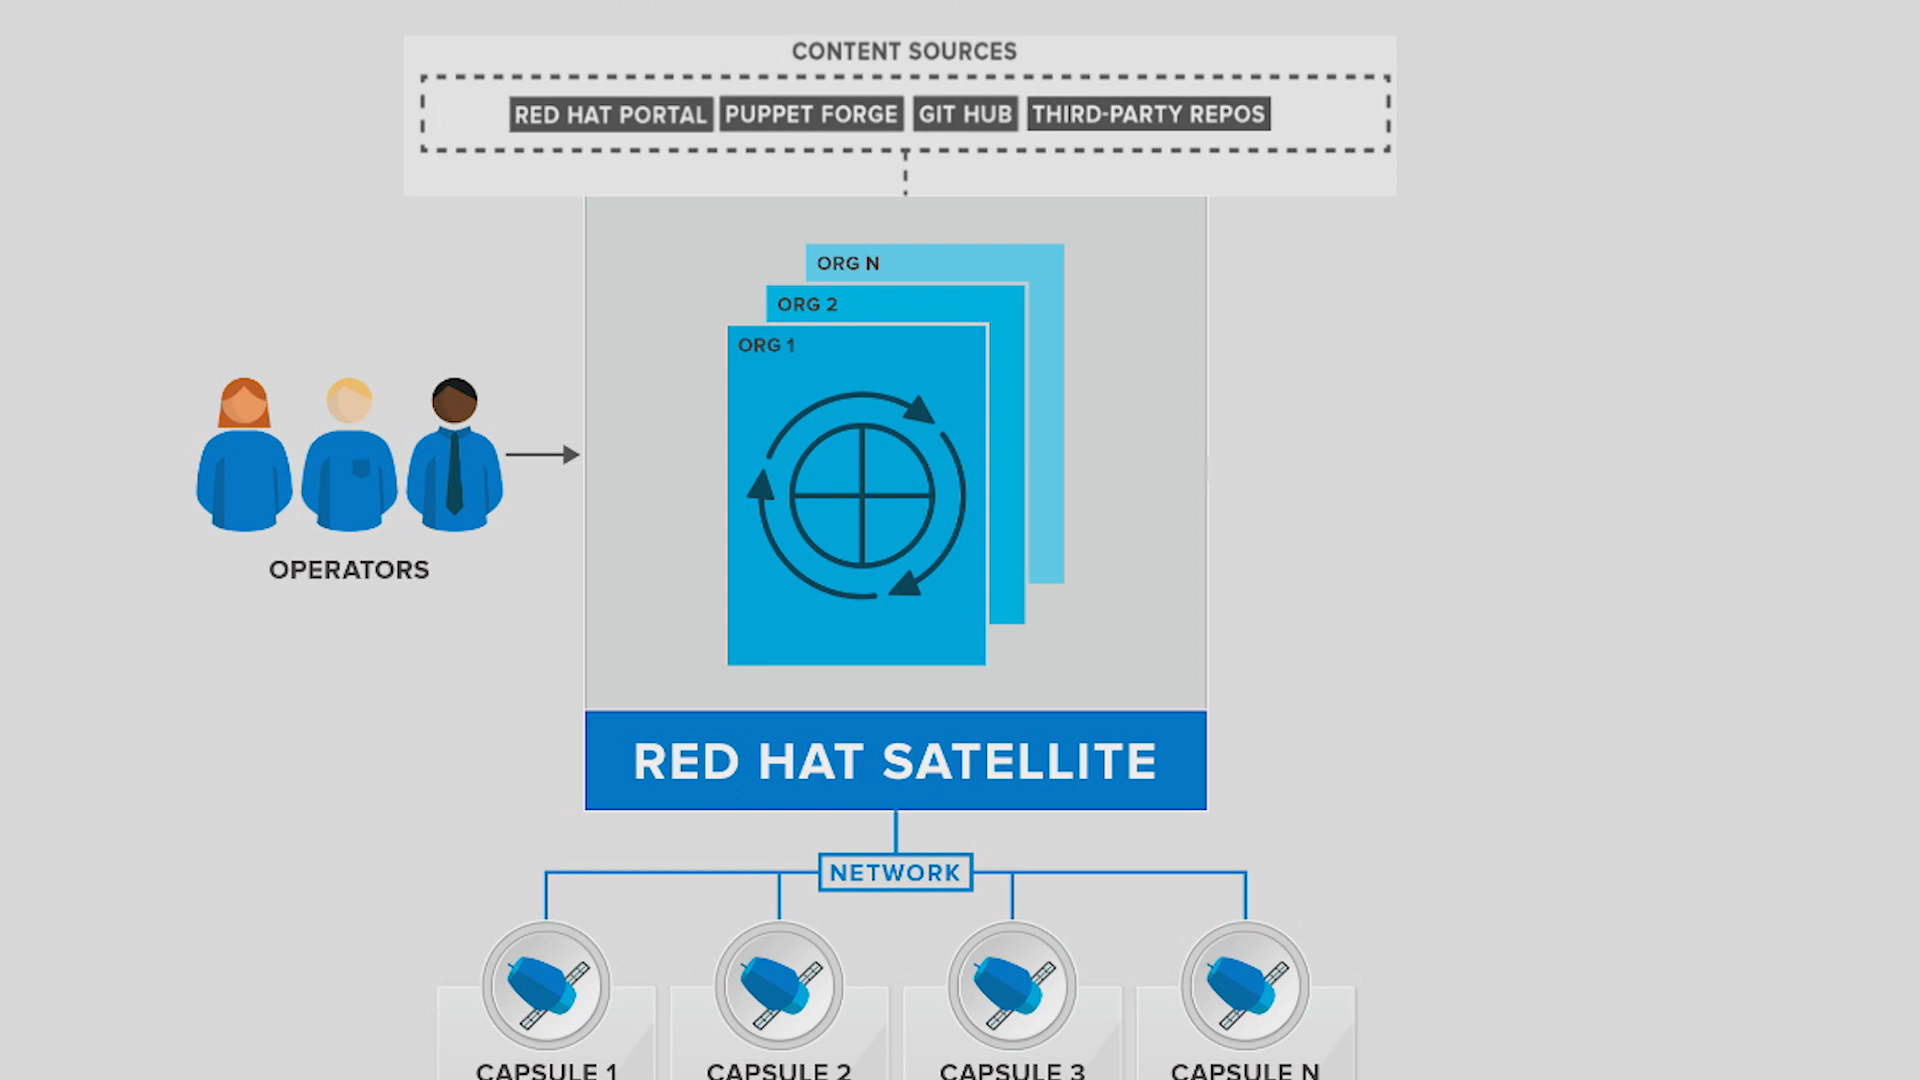 CONTENT SOURCES
RED HAT PORTAL PUPPET FORGE GIT HUB THIRD-PARTY REPOS
ORG N
ORG 2
ORG 1
OPERATORS
RED HAT SATELLITE
NETWORK
CAPSULE 1 CAPSULE 2 CAPSULE 3 CAPSULE N